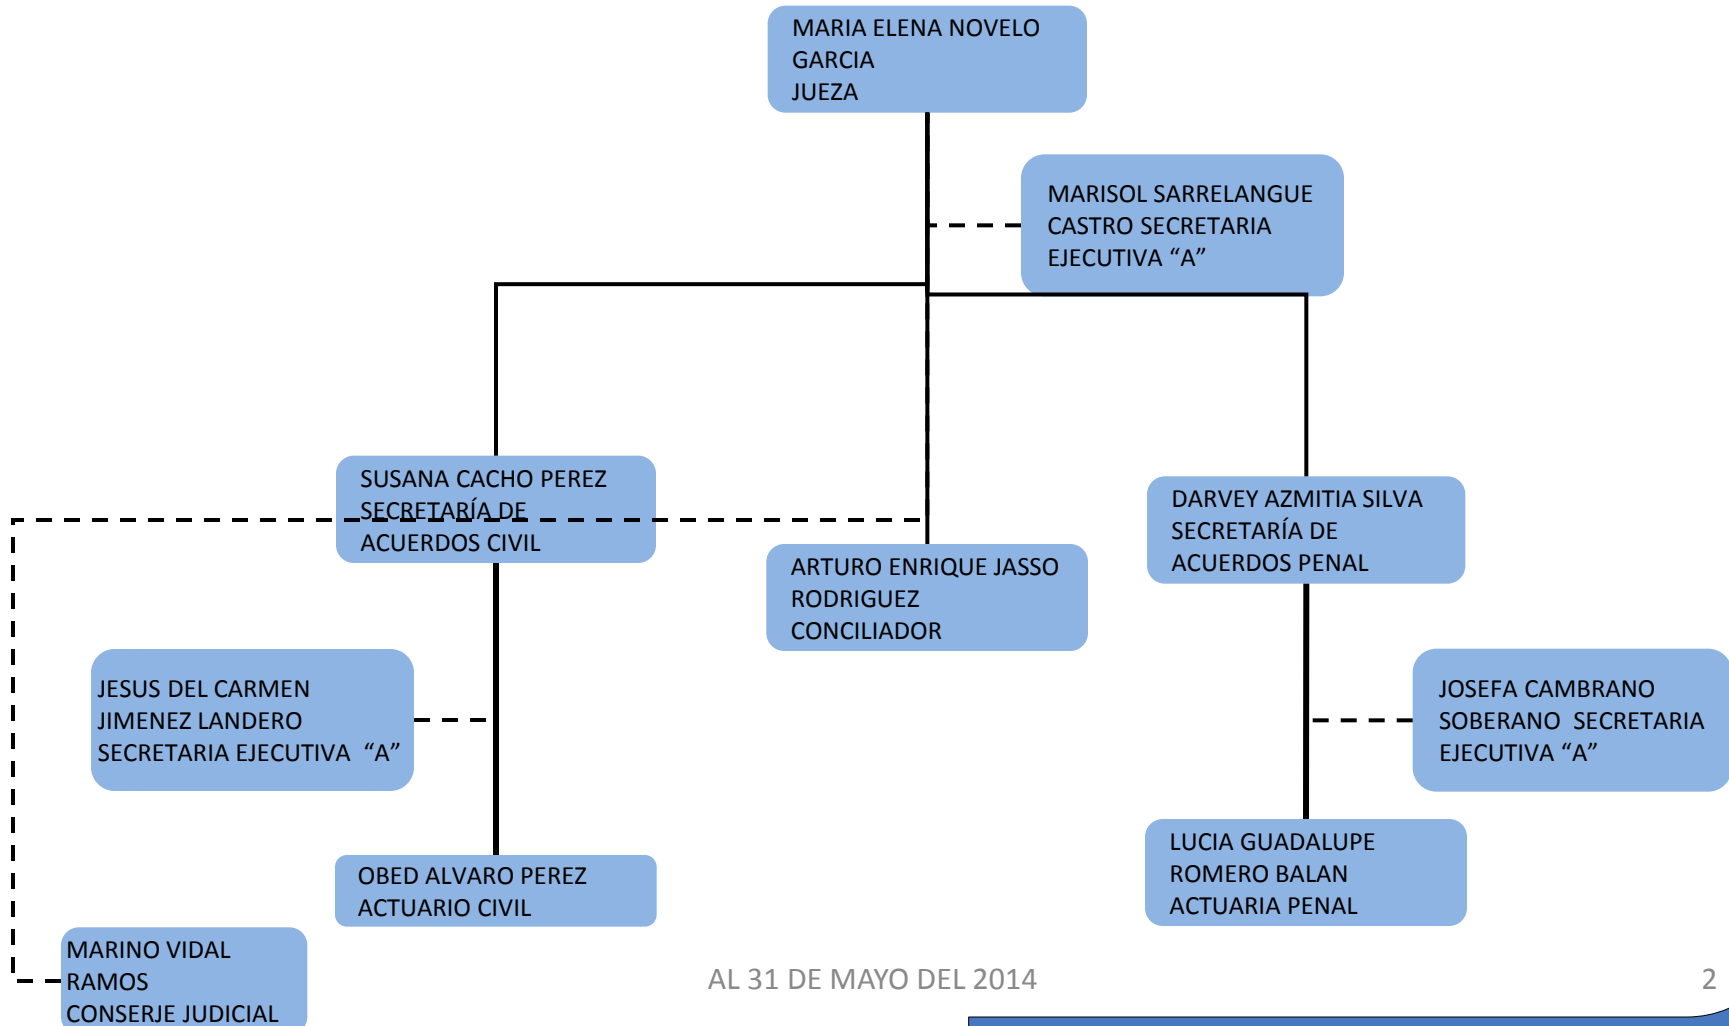 MARIA ELENA NOVELO
GARCIA
JUEZA
MARISOL SARRELANGUE
CASTRO SECRETARIA
EJECUTIVA “A”
SUSANA CACHO PEREZ
SECRETARÍA DE
ACUERDOS CIVIL
ARTURO ENRIQUE JASSO
RODRIGUEZ
CONCILIADOR
DARVEY AZMITIA SILVA
SECRETARÍA DE
ACUERDOS PENAL
JESUS DEL CARMEN
JIMENEZ LANDERO
SECRETARIA EJECUTIVA “A”
JOSEFA CAMBRANO
SOBERANO SECRETARIA
EJECUTIVA “A”
OBED ALVARO PEREZ
ACTUARIO CIVIL
LUCIA GUADALUPE
ROMERO BALAN
ACTUARIA PENAL
MARINO VIDAL
RAMOS
CONSERJE JUDICIAL
AL 31 DE MAYO DEL 2014
2